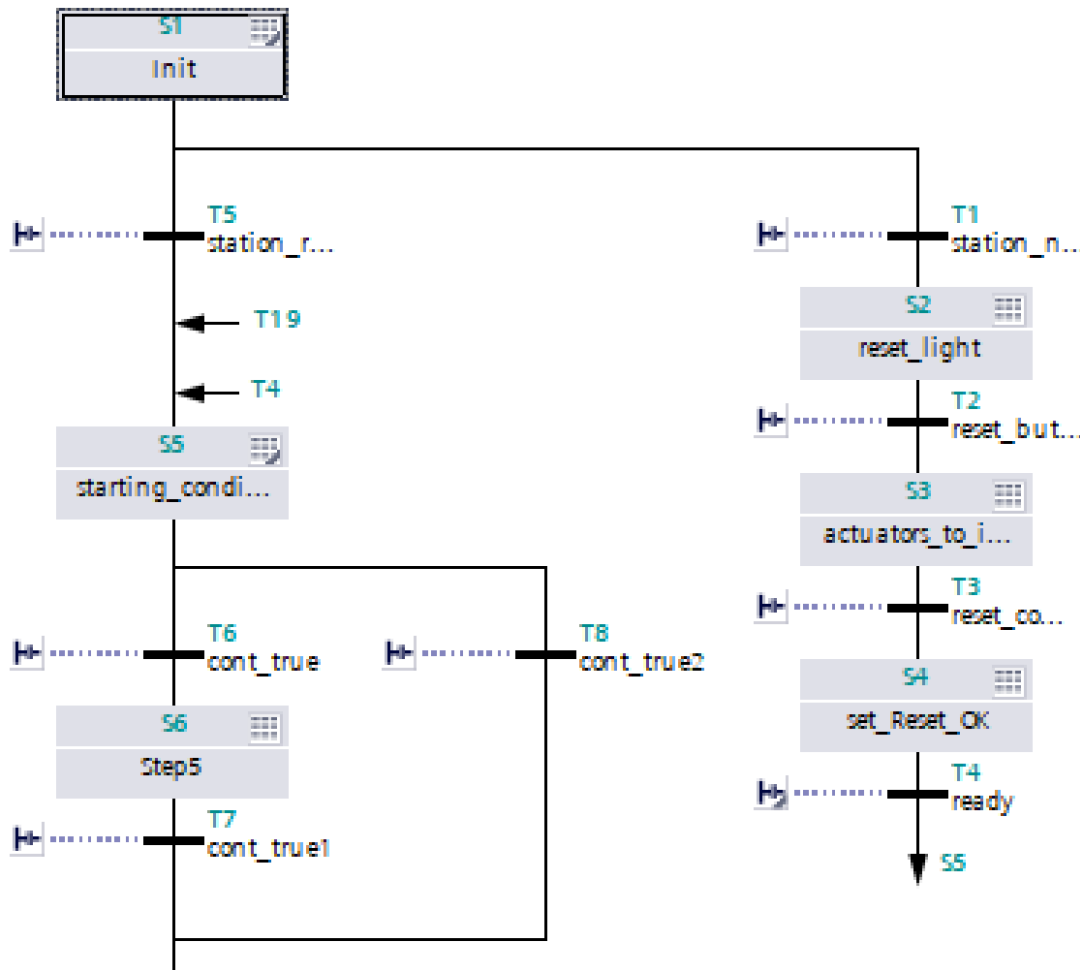 S1
Init
T5
station_r...
T1
station_n...
T19
S2
reset_light
T4
T2
reset_but...
S5
starting_condi...
S3
actuators_to_i...
T3
reset_co...
T6
cont_true
T8
cont_true2
S4
set_Reset_OK
S6
Step5
T4
ready
T7
cont_true1
S5